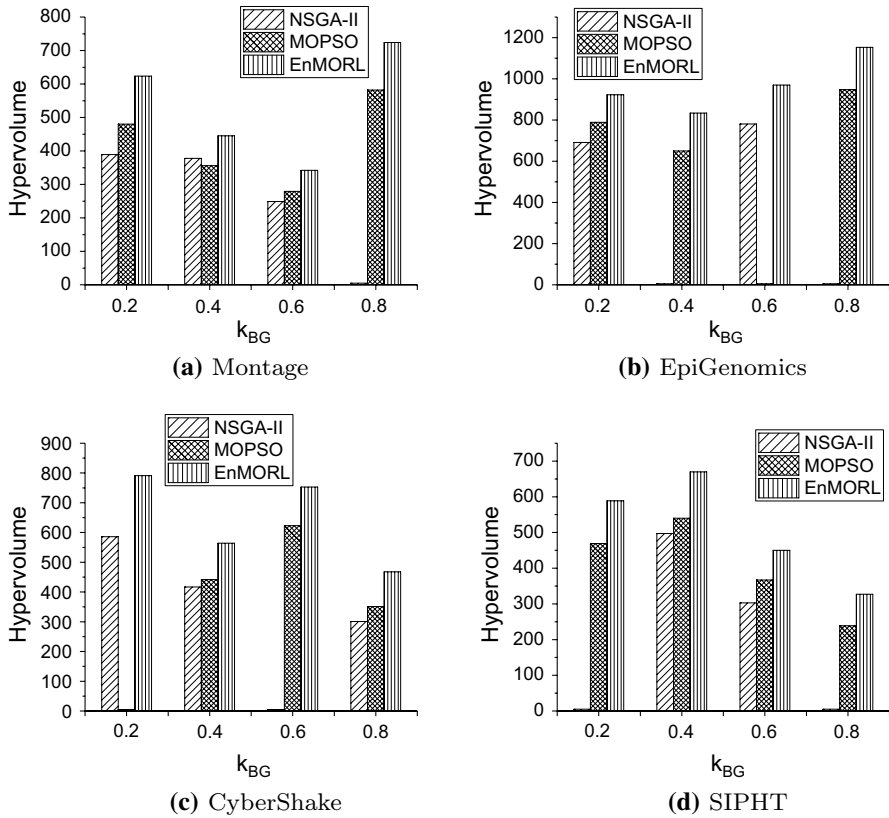 800
700
600
500
400
300
200
100
0
Hypervolume
NSGA-II
MOPSO
EnMORL
0.2 0.4 0.6 0.8
k_BG
(a) Montage
1200
1000
800
600
400
200
0
Hypervolume
NSGA-II
MOPSO
EnMORL
0.2 0.4 0.6 0.8
k_BG
(b) EpiGenomics
900
800
700
600
500
400
300
200
100
0
Hypervolume
NSGA-II
MOPSO
EnMORL
0.2 0.4 0.6 0.8
k_BG
(c) CyberShake
700
600
500
400
300
200
100
0
Hypervolume
NSGA-II
MOPSO
EnMORL
0.2 0.4 0.6 0.8
k_BG
(d) SIPHT